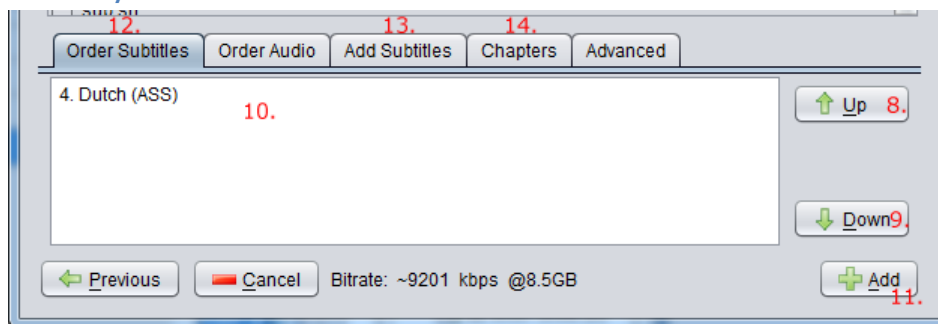 12. 13. 14.
Order Subtitles Order Audio Add Subtitles Chapters Advanced
4. Dutch (ASS)
10.
Up 8.
Down 9.
Previous Cancel Bitrate: ~9201 kbps @8.5GB Add
11.